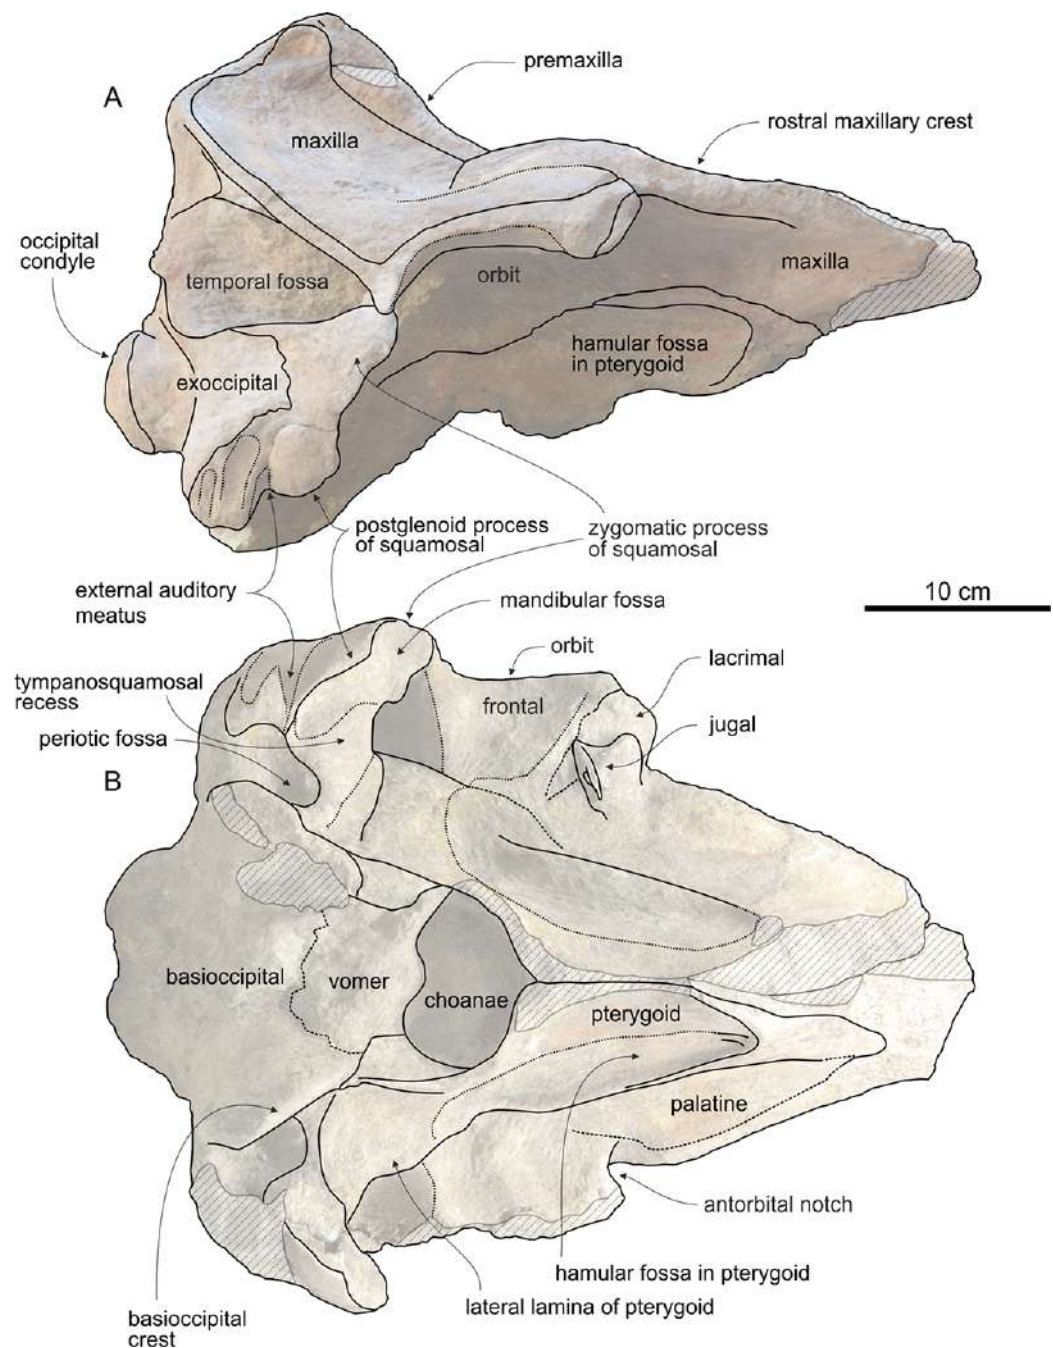 premaxilla
A
rostral maxillary crest
maxilla
occipital
condyle
temporal fossa
orbit
maxilla
hamular fossa
in pterygoid
exoccipital
postglenoid process
of squamosal
zygomatic process
of squamosal
external auditory
meatus
mandibular fossa
10 cm
orbit
lacrimal
tympanosquamosal
recess
frontal
jugal
periotic fossa
B
basioccipital
vomer
choanae
pterygoid
palatine
antorbital notch
hamular fossa in pterygoid
lateral lamina of pterygoid
basioccipital
crest